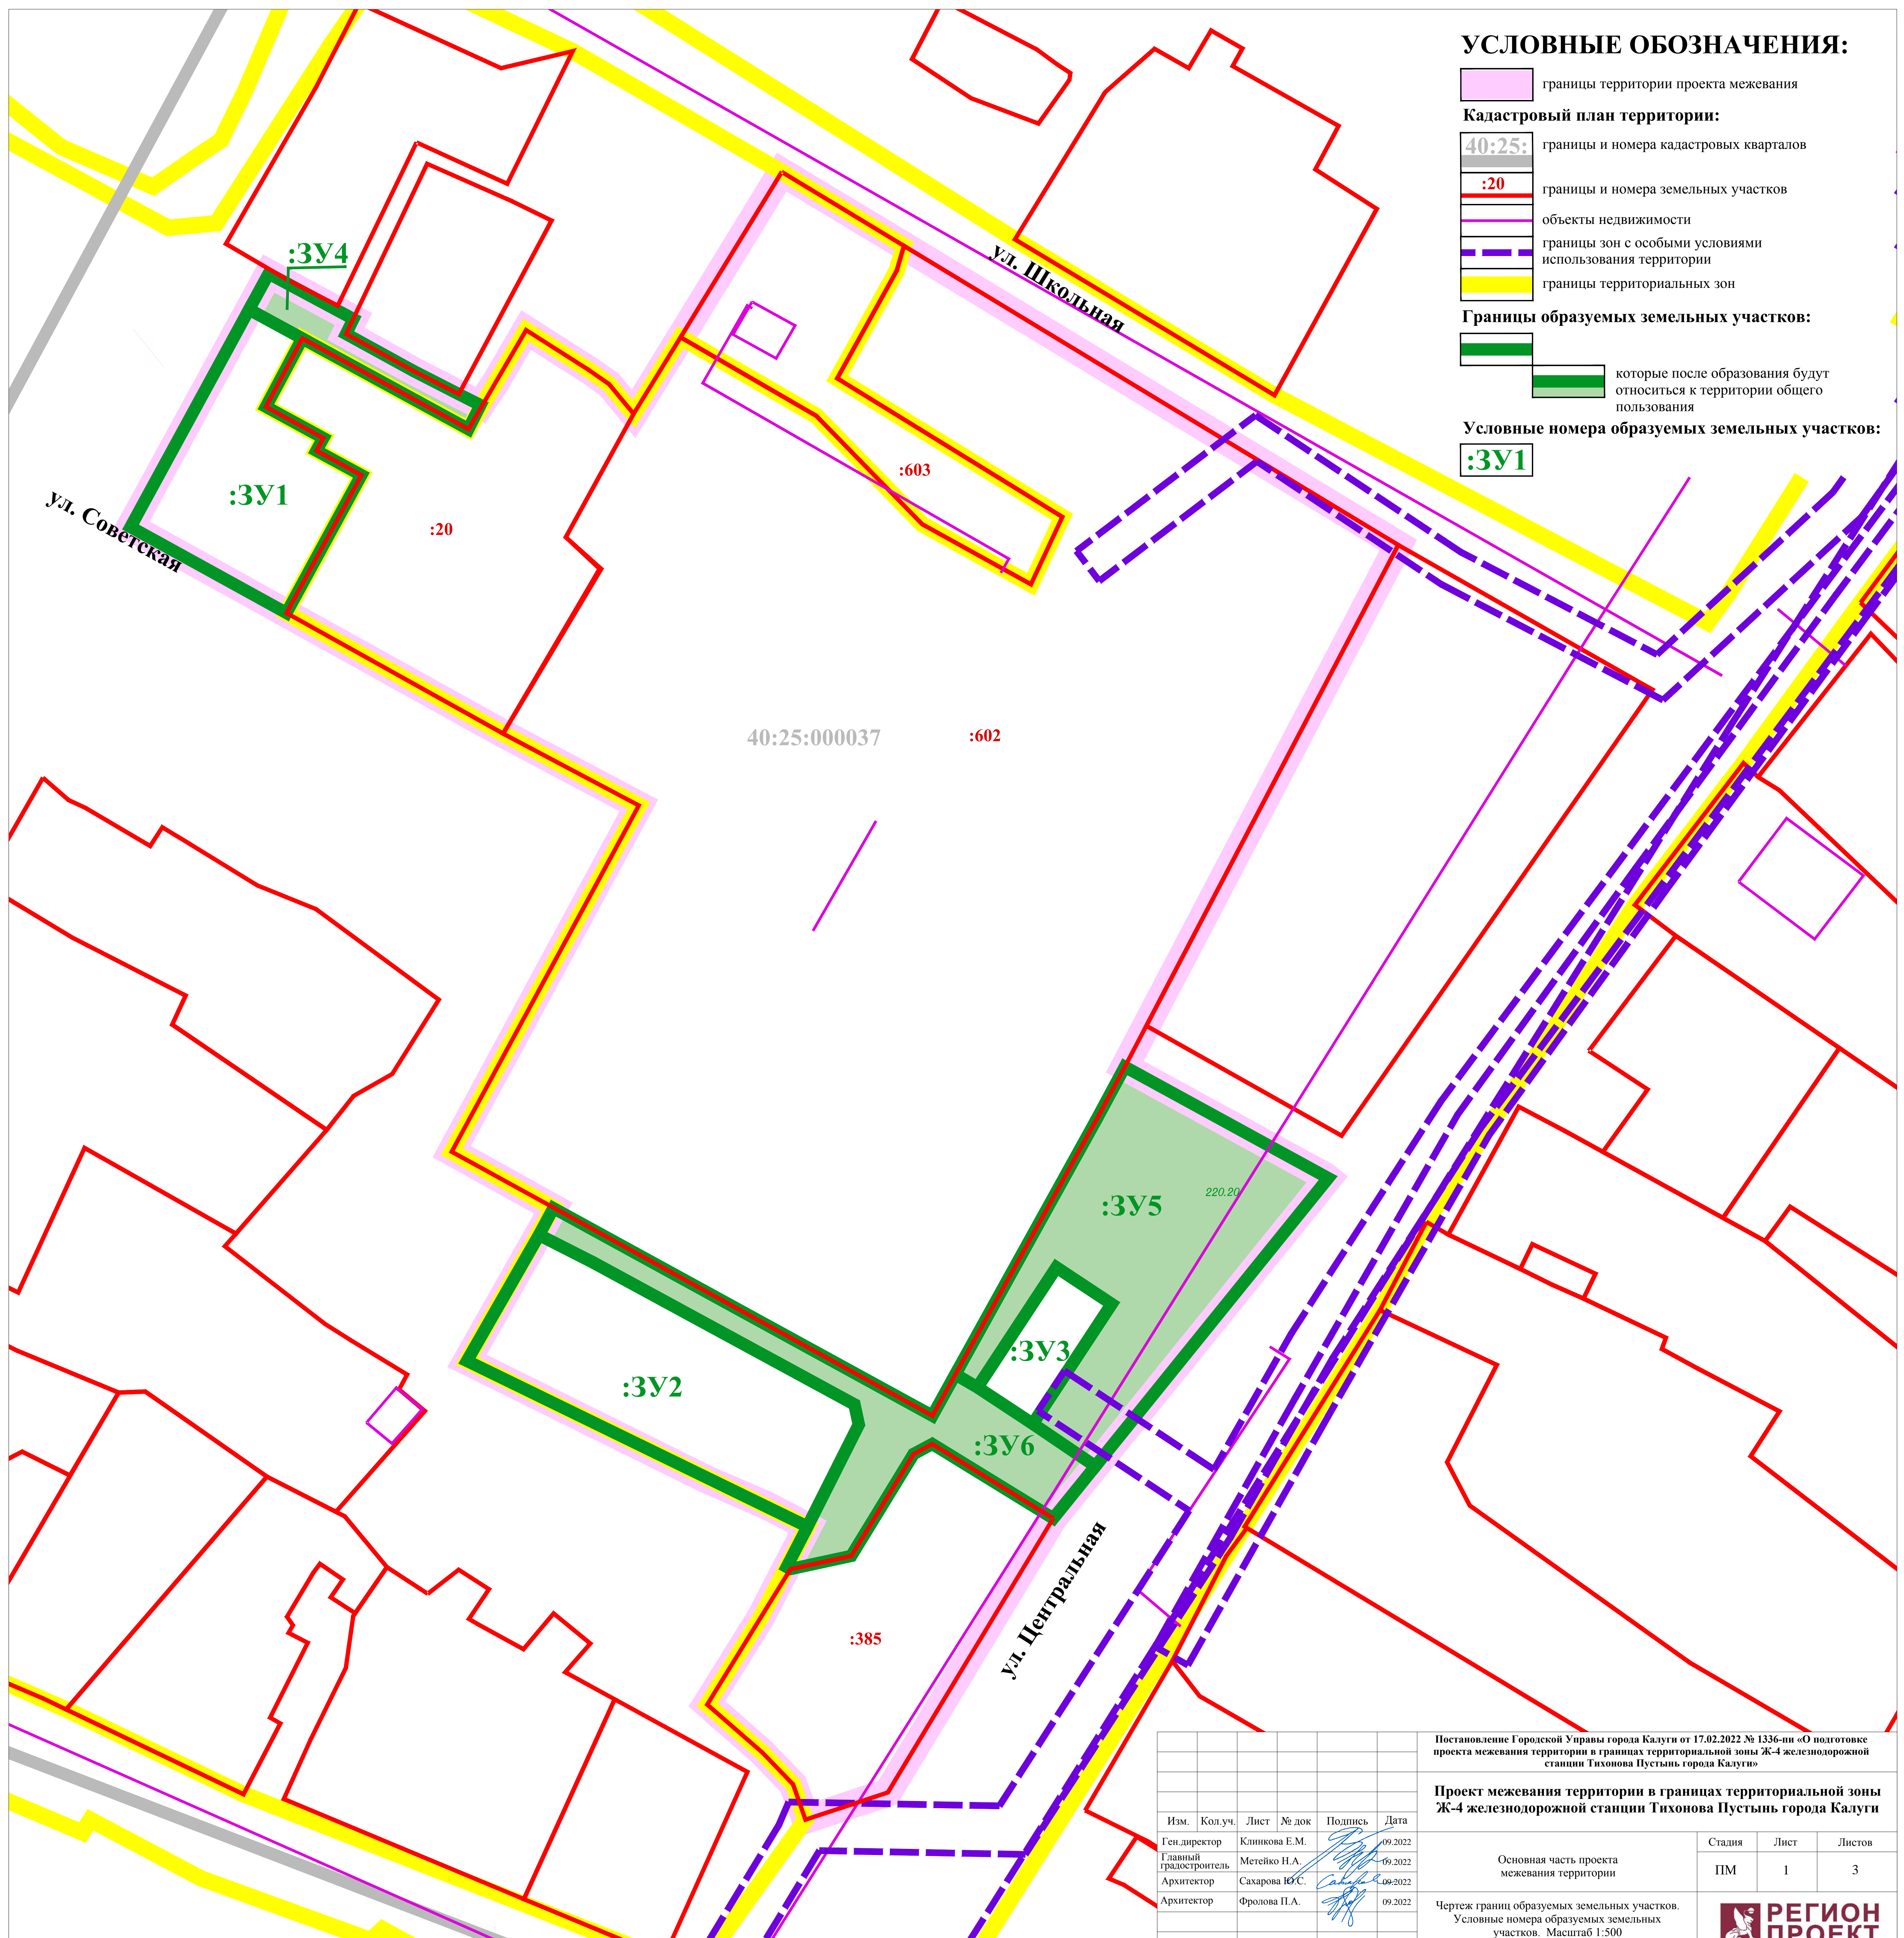 УСЛОВНЫЕ ОБОЗНАЧЕНИЯ:
границы территории проекта межевания
Кадастровый план территории:
40:25:
границы и номера кадастровых кварталов
:20
границы и номера земельных участков
объекты недвижимости
границы зон с особыми условиями
использования территории
границы территориальных зон
Границы образуемых земельных участков:
которые после образования будут
относиться к территории общего
пользования
Условные номера образуемых земельных участков:
:ЗУ1
:ЗУ4
ул. Школьная
:603
:ЗУ1
ул. Советская
:20
40:25:000037
:602
:ЗУ5
220.20
:ЗУ3
:ЗУ2
:ЗУ6
ул. Центральная
:385
Постановление Городской Управы города Калуги от 17.02.2022 № 1336-пи «О подготовке
проекта межевания территории в границах территориальной зоны Ж-4 железнодорожной
станции Тихонова Пустынь города Калуги»
Проект межевания территории в границах территориальной зоны
Ж-4 железнодорожной станции Тихонова Пустынь города Калуги
Изм. Кол.уч. Лист № док Подпись Дата
Ген.директор Клинкова Е.М. 09.2022
Главный
градостроитель Метейко Н.А. 09.2022
Архитектор Сахарова Ю.С. 09.2022
Архитектор Фролова П.А. 09.2022
Основная часть проекта
межевания территории
Стадия Лист Листов
ПМ 1 3
Чертеж границ образуемых земельных участков.
Условные номера образуемых земельных
участков. Масштаб 1:500
РЕГИОН
ПРОЕКТ